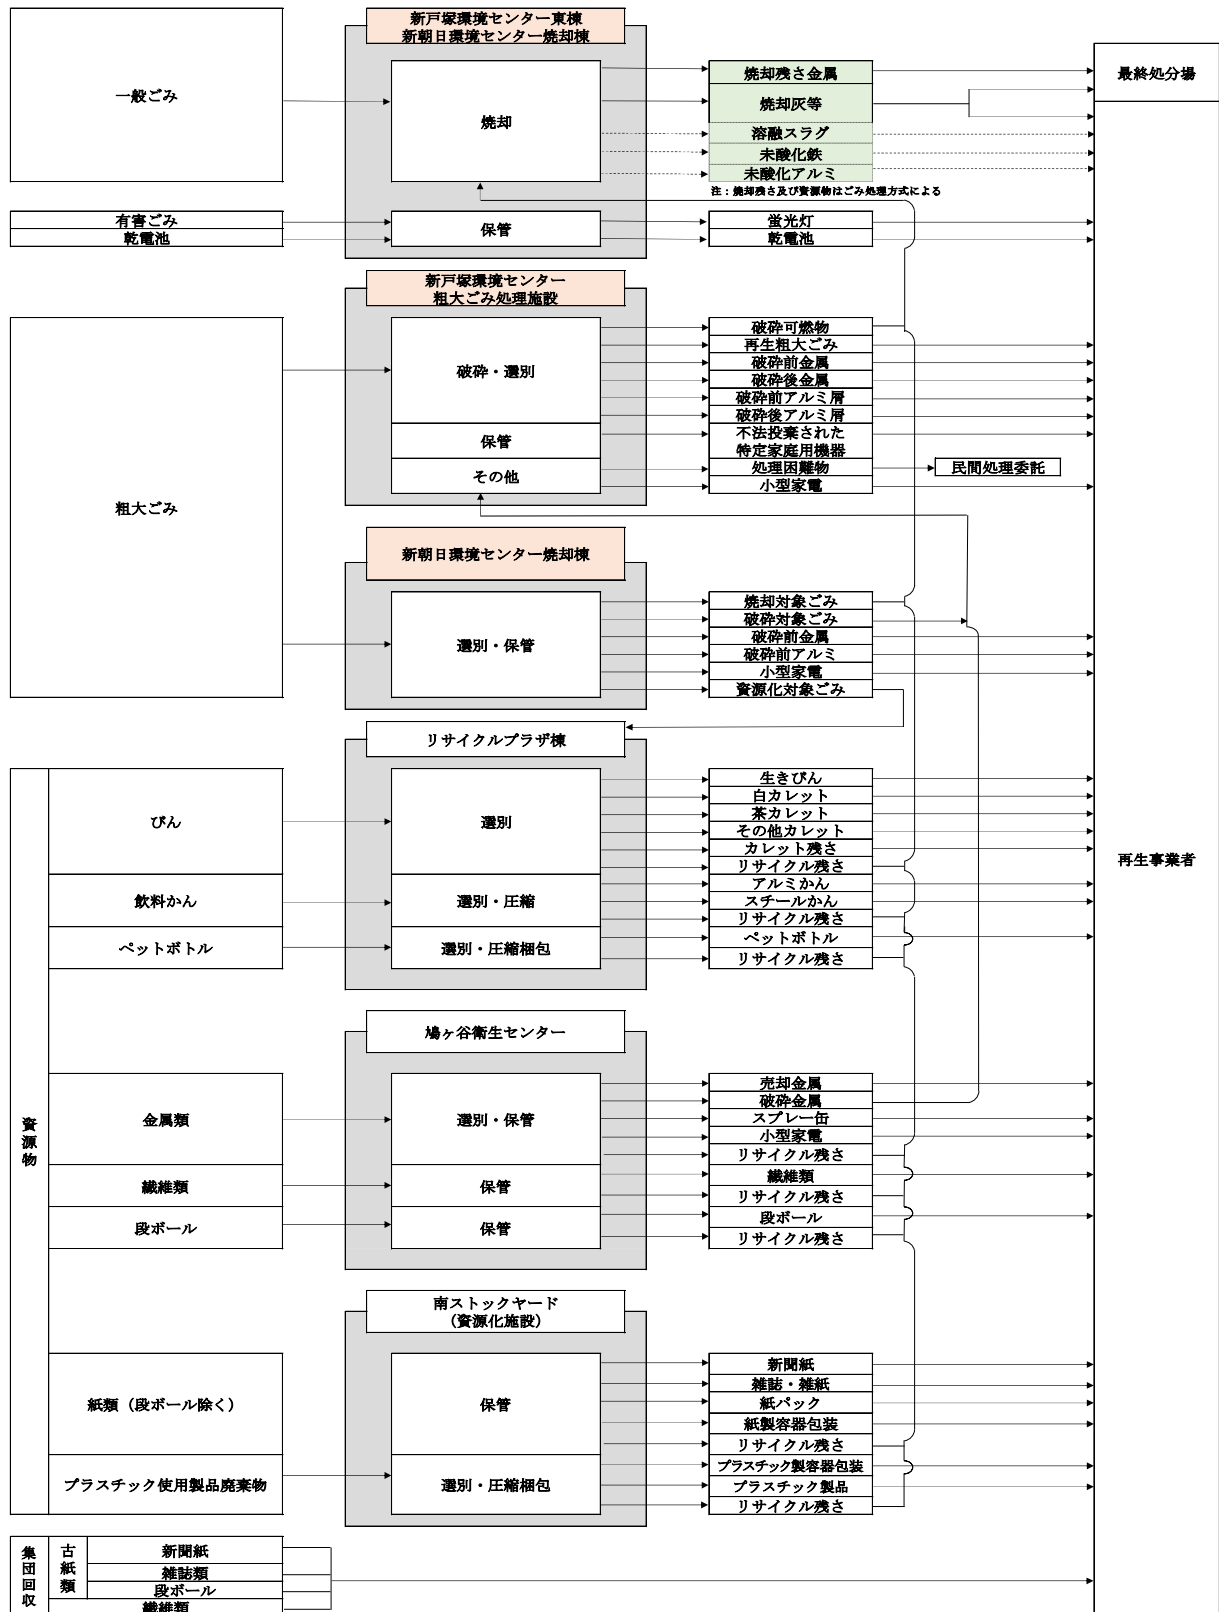 新戸塚環境センター東棟
新朝日環境センター焼却棟
最終処分場
一般ごみ
焼却
焼却残さ金属
焼却灰等
溶融スラグ
未酸化鉄
未酸化アルミ
注：焼却残さ及び資源物はごみ処理方式による
有害ごみ
乾電池
保管
蛍光灯
乾電池
新戸塚環境センター
粗大ごみ処理施設
粗大ごみ
破砕・選別
保管
その他
破砕可燃物
再生粗大ごみ
破砕前金属
破砕後金属
破砕前アルミ屑
破砕後アルミ屑
不法投棄された
特定家庭用機器
処理困難物
民間処理委託
小型家電
新朝日環境センター焼却棟
選別・保管
焼却対象ごみ
破砕対象ごみ
破砕前金属
破砕前アルミ
小型家電
資源化対象ごみ
リサイクルプラザ棟
資源物
びん
飲料かん
ペットボトル
選別
選別・圧縮
選別・圧縮梱包
生きびん
白カレット
茶カレット
その他カレット
カレット残さ
リサイクル残さ
アルミかん
スチールかん
リサイクル残さ
ペットボトル
リサイクル残さ
再生事業者
鳩ヶ谷衛生センター
金属類
繊維類
段ボール
選別・保管
保管
保管
売却金属
破砕金属
スプレー缶
小型家電
リサイクル残さ
繊維類
リサイクル残さ
段ボール
リサイクル残さ
南ストックヤード
（資源化施設）
紙類（段ボール除く）
プラスチック使用製品廃棄物
保管
選別・圧縮梱包
新聞紙
雑誌・雑紙
紙パック
紙製容器包装
リサイクル残さ
プラスチック製容器包装
プラスチック製品
リサイクル残さ
集団回収
古紙類
新聞紙
雑誌類
段ボール
繊維類